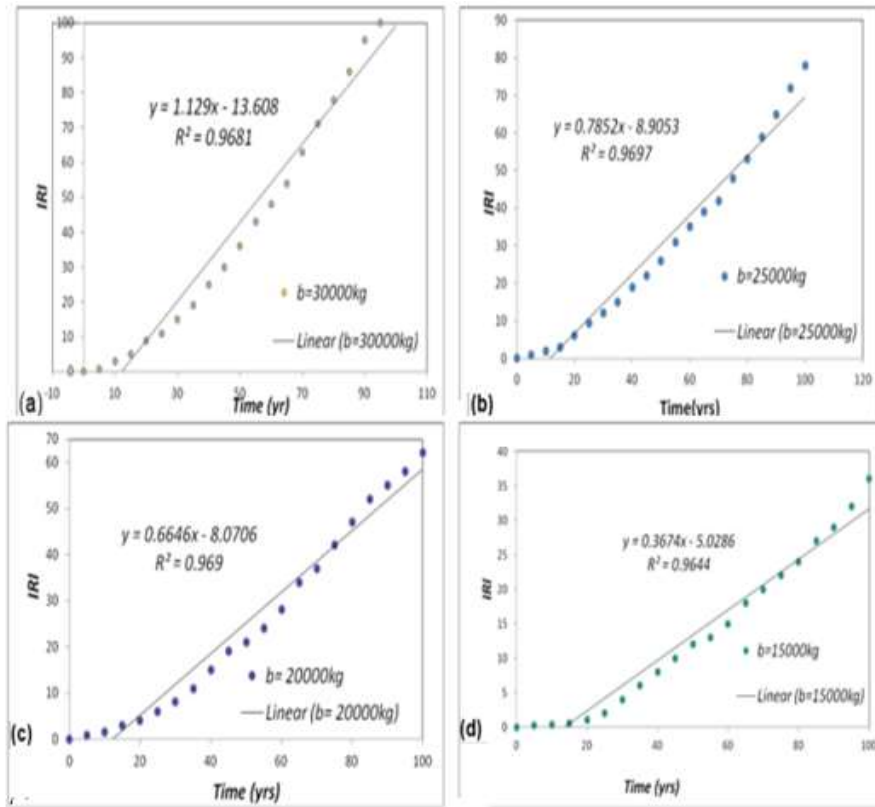 100
90
80
70
60
50
40
30
20
10
0
IRI
y = 1.129x - 13.608
R² = 0.9681
b=30000kg
Linear (b=30000kg)
-10 10 30 50 70 90 110
(a) Time (yr)
90
80
70
60
50
40
30
20
10
0
IRI
y = 0.7852x - 8.9053
R² = 0.9697
b=25000kg
Linear (b=25000kg)
0 20 40 60 80 100 120
(b) Time(yrs)
70
60
50
40
30
20
10
0
IRI
y = 0.6646x - 8.0706
R² = 0.969
b= 20000kg
Linear (b= 20000kg)
0 20 40 60 80 100
(c)
Time (yrs)
40
35
30
25
20
15
10
5
0
IRI
y = 0.3674x - 5.0286
R² = 0.9644
b=15000kg
Linear (b=15000kg)
0 20 40 60 80 100
(d)
Time (yrs)